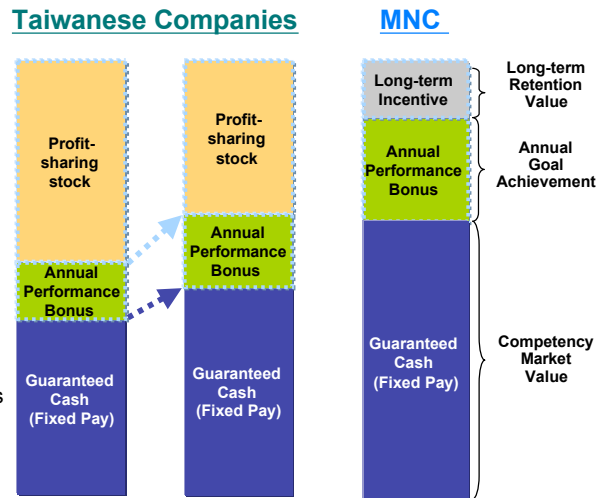 Taiwanese Companies
MNC
Profit-
sharing
stock
Annual
Performance
Bonus
Guaranteed
Cash
(Fixed Pay)
s
Profit-
sharing
stock
Annual
Performance
Bonus
Guaranteed
Cash
(Fixed Pay)
Long-term
Incentive
Annual
Performance
Bonus
Guaranteed
Cash
(Fixed Pay)
Long-term
Retention
Value
Annual
Goal
Achievement
Competency
Market
Value